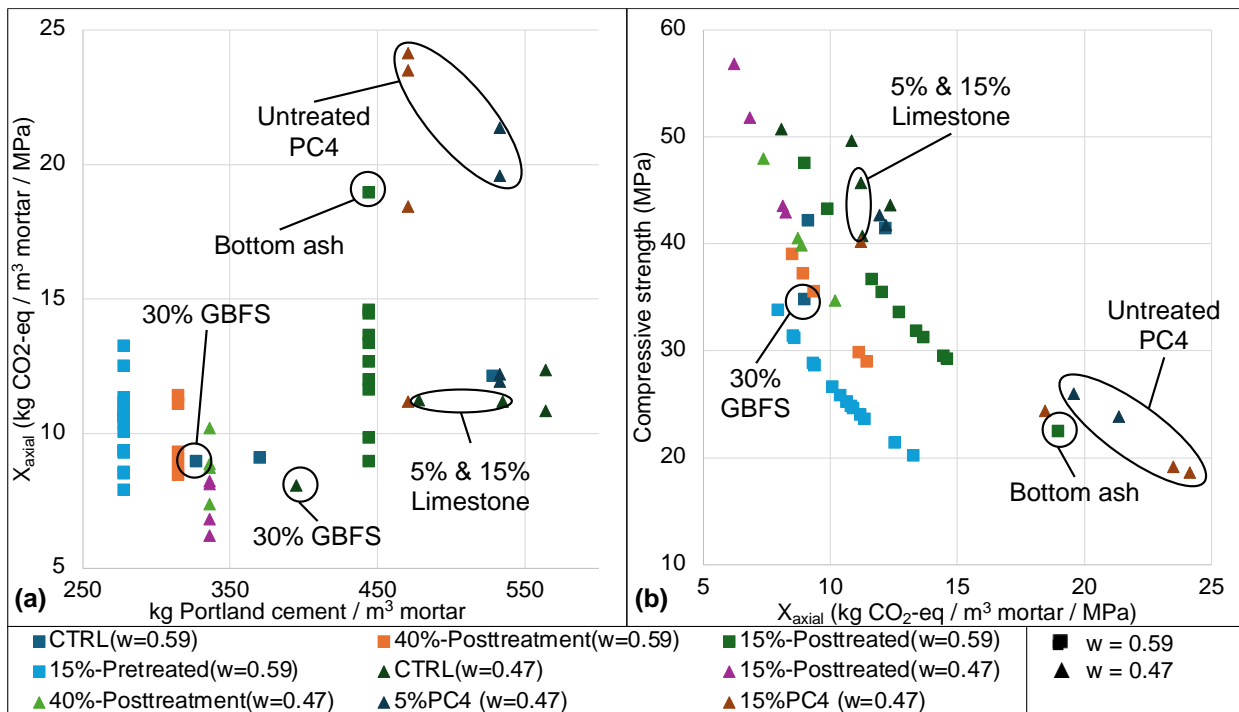 25
20
15
10
5
250
350
450
550
X_axial (kg CO2-eq / m³ mortar / MPa)
kg Portland cement / m³ mortar
(a)
Untreated
PC4
Bottom ash
30% GBFS
5% & 15%
Limestone
30% GBFS
60
50
40
30
20
10
5
10
15
20
25
Compressive strength (MPa)
X_axial (kg CO₂-eq / m³ mortar / MPa)
(b)
5% & 15%
Limestone
Untreated
PC4
30%
GBFS
Bottom ash
CTRL(w=0.59)
40%-Posttreatment(w=0.59)
15%-Posttreated(w=0.59)
w = 0.59
15%-Pretreated(w=0.59)
CTRL(w=0.47)
15%-Posttreated(w=0.47)
w = 0.47
40%-Posttreatment(w=0.47)
5%PC4 (w=0.47)
15%PC4 (w=0.47)